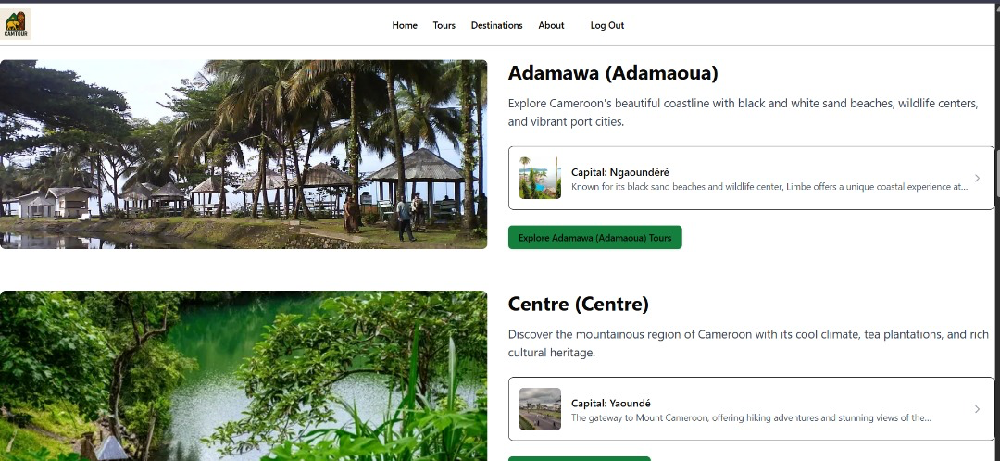 CAMTOUR
Home Tours Destinations About Log Out
Adamawa (Adamaoua)
Explore Cameroon's beautiful coastline with black and white sand beaches, wildlife centers,
and vibrant port cities.
Capital: Ngaoundéré
Known for its black sand beaches and wildlife center, Limbe offers a unique coastal experience at...
Explore Adamawa (Adamaoua) Tours
Centre (Centre)
Discover the mountainous region of Cameroon with its cool climate, tea plantations, and rich
cultural heritage.
Capital: Yaoundé
The gateway to Mount Cameroon, offering hiking adventures and stunning views of the...